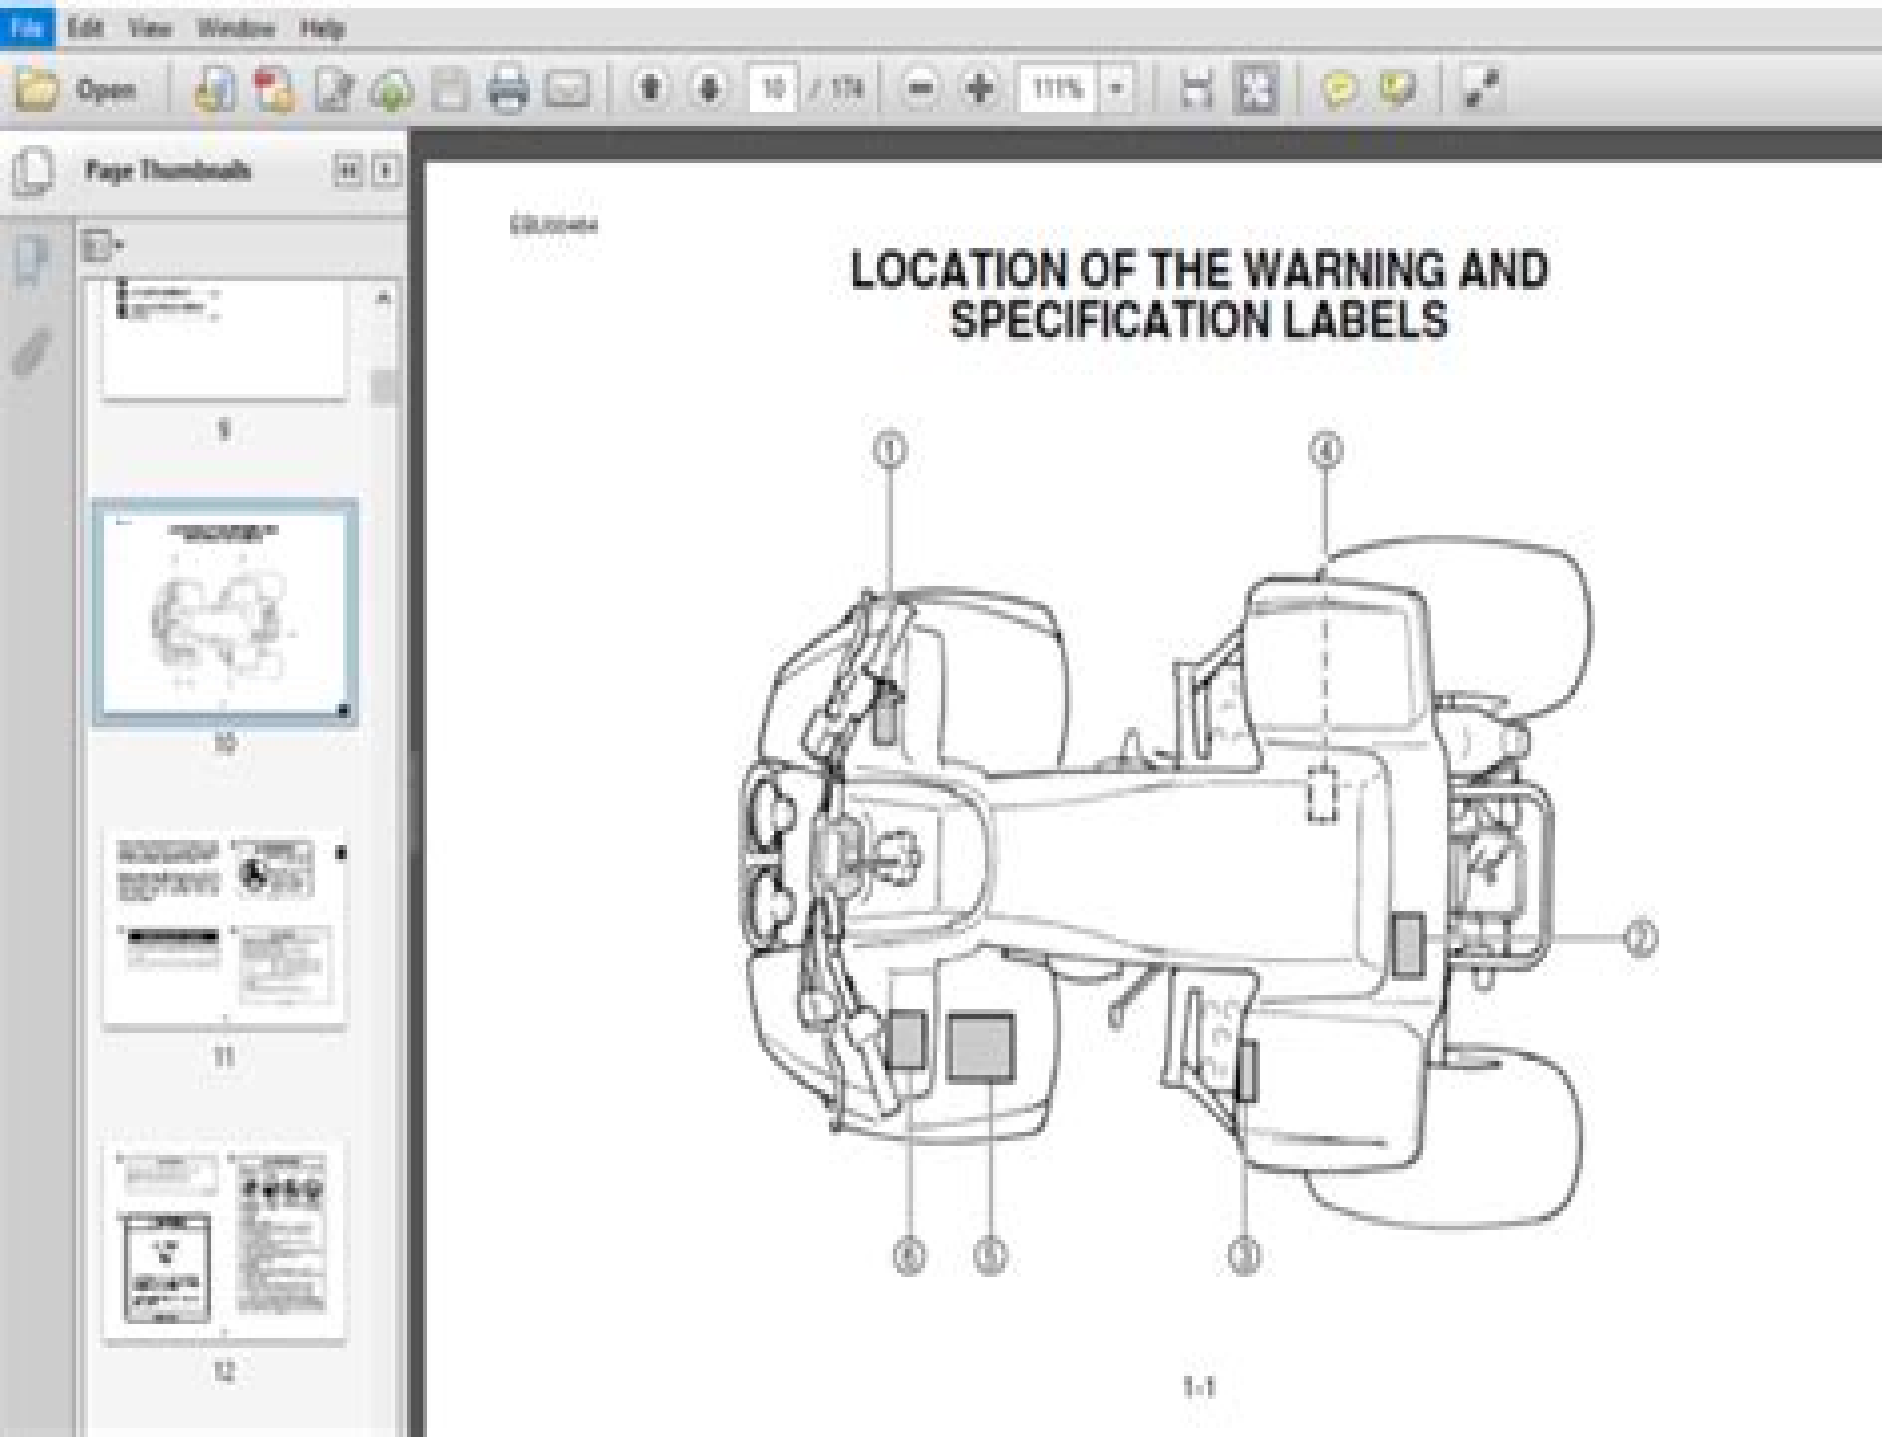 File Edit View Window Help
Open 10 / 174 111%
Page Thumbnails
9
10
11
12
LOCATION OF THE WARNING AND
SPECIFICATION LABELS
1 4
2
6 5 3
1-1